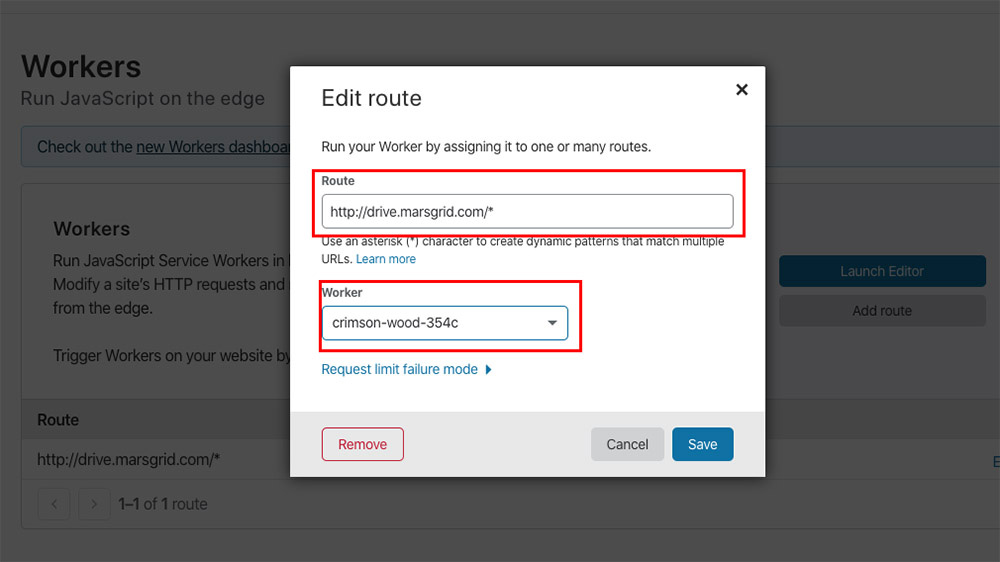 Workers
Run JavaScript on the edge
Check out the new Workers dashboar
Workers
Run JavaScript Service Workers in
Modify a site's HTTP requests and
from the edge.
Trigger Workers on your website by
Launch Editor
Add route
Route
http://drive.marsgrid.com/*
1–1 of 1 route
Edit route
Run your Worker by assigning it to one or many routes.
Route
http://drive.marsgrid.com/*
Use an asterisk (*) character to create dynamic patterns that match multiple
URLs. Learn more
Worker
crimson-wood-354c
Request limit failure mode
Remove
Cancel
Save